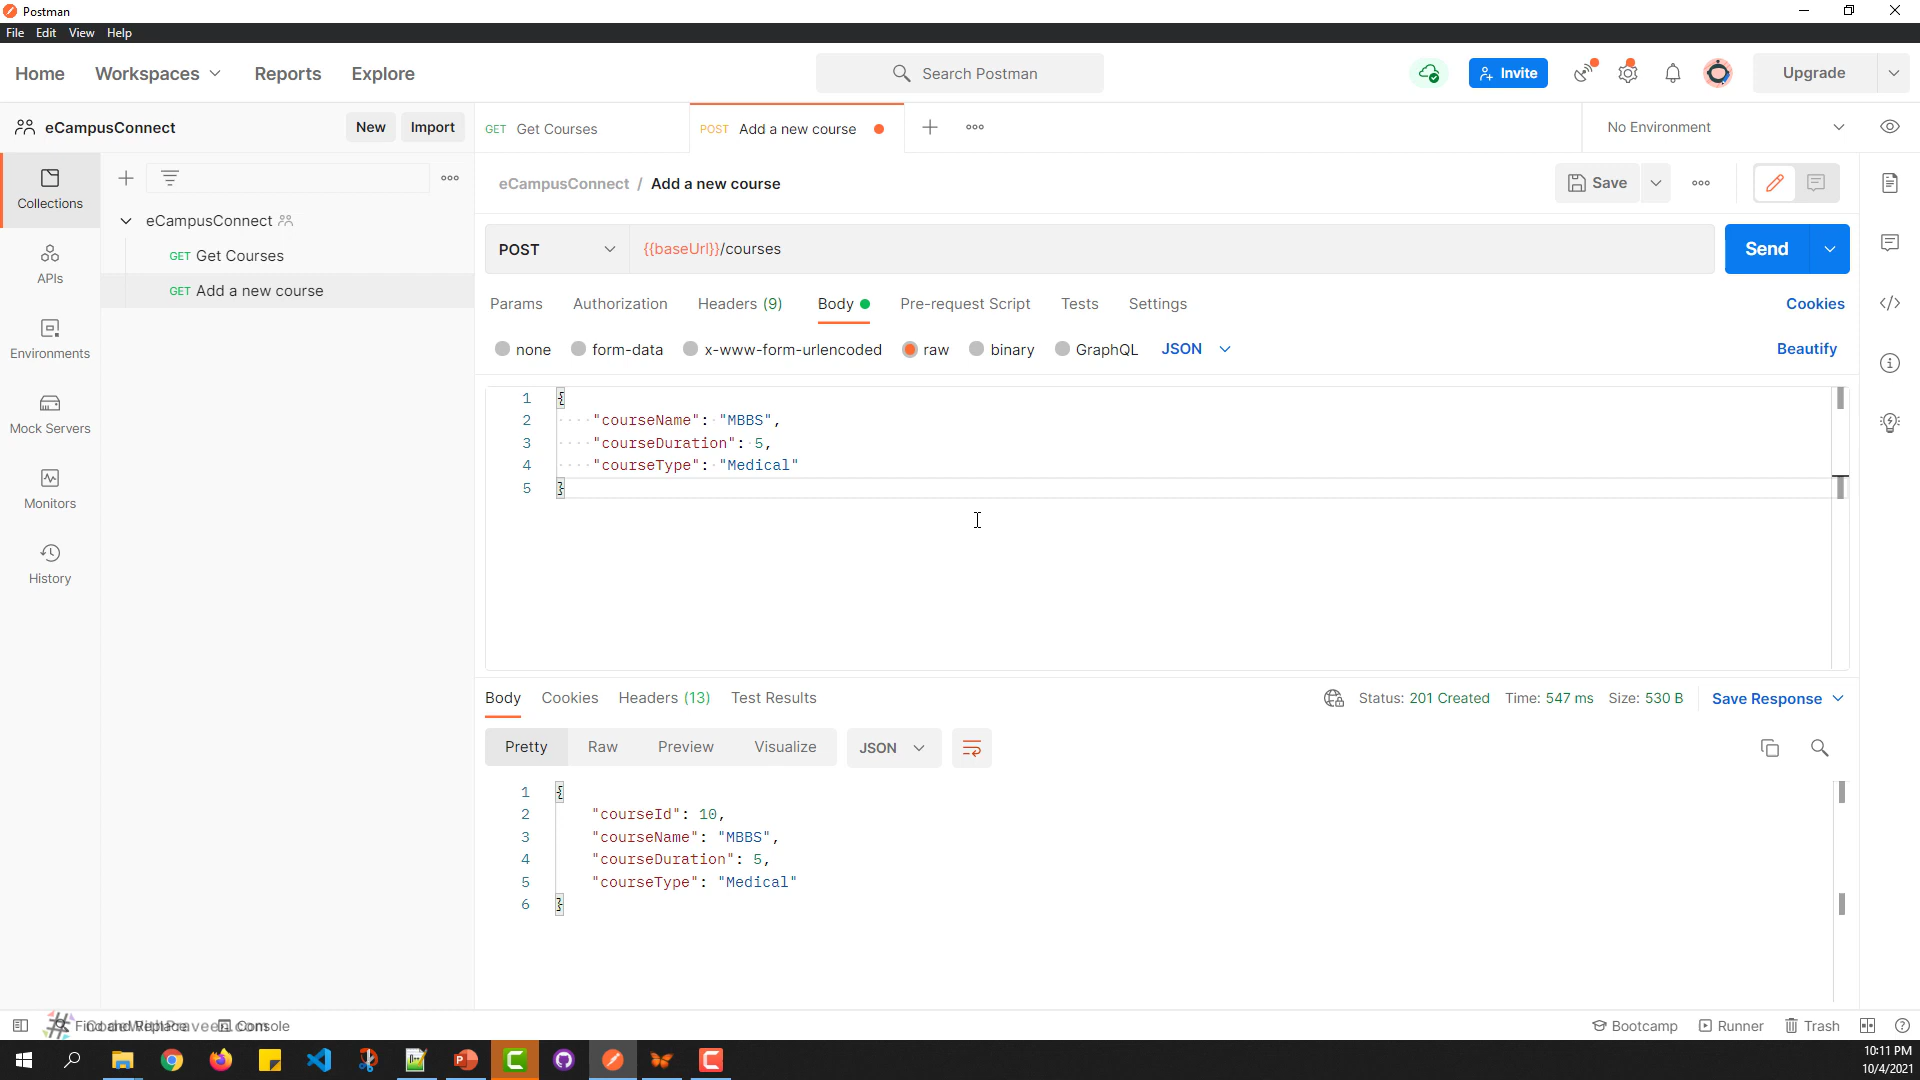 Postman
File Edit View Help
Home Workspaces Reports Explore Search Postman Invite Upgrade
eCampusConnect New Import GET Get Courses POST Add a new course No Environment
Collections
eCampusConnect / Add a new course Save
eCampusConnect
POST {{baseUrl}}/courses Send
GET Get Courses
APIs
GET Add a new course
Params Authorization Headers (9) Body Pre-request Script Tests Settings Cookies
Environments
none form-data x-www-form-urlencoded raw binary GraphQL JSON Beautify
1 {
2 "courseName": "MBBS",
3 "courseDuration": 5,
4 "courseType": "Medical"
5 }
Mock Servers
Monitors
History
Body Cookies Headers (13) Test Results Status: 201 Created Time: 547 ms Size: 530 B Save Response
Pretty Raw Preview Visualize JSON
1 {
2 "courseId": 10,
3 "courseName": "MBBS",
4 "courseDuration": 5,
5 "courseType": "Medical"
6 }
Find and Replace Console Bootcamp Runner Trash
10:11 PM
10/4/2021